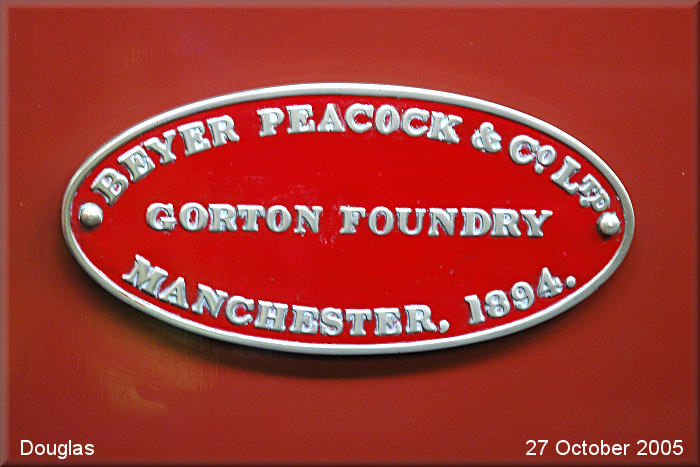 BEYER PEACOCK & CO. LTD
GORTON FOUNDRY
MANCHESTER, 1894.
Douglas
27 October 2005